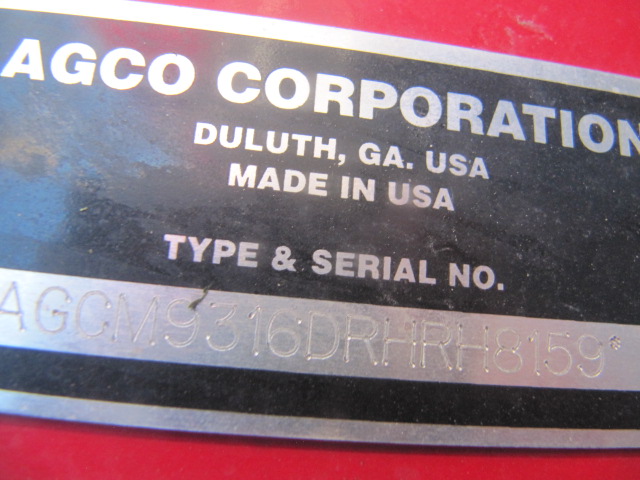 AGCO CORPORATION
DULUTH, GA. USA
MADE IN USA
TYPE & SERIAL NO.
AGCM9316DRHRH8159*